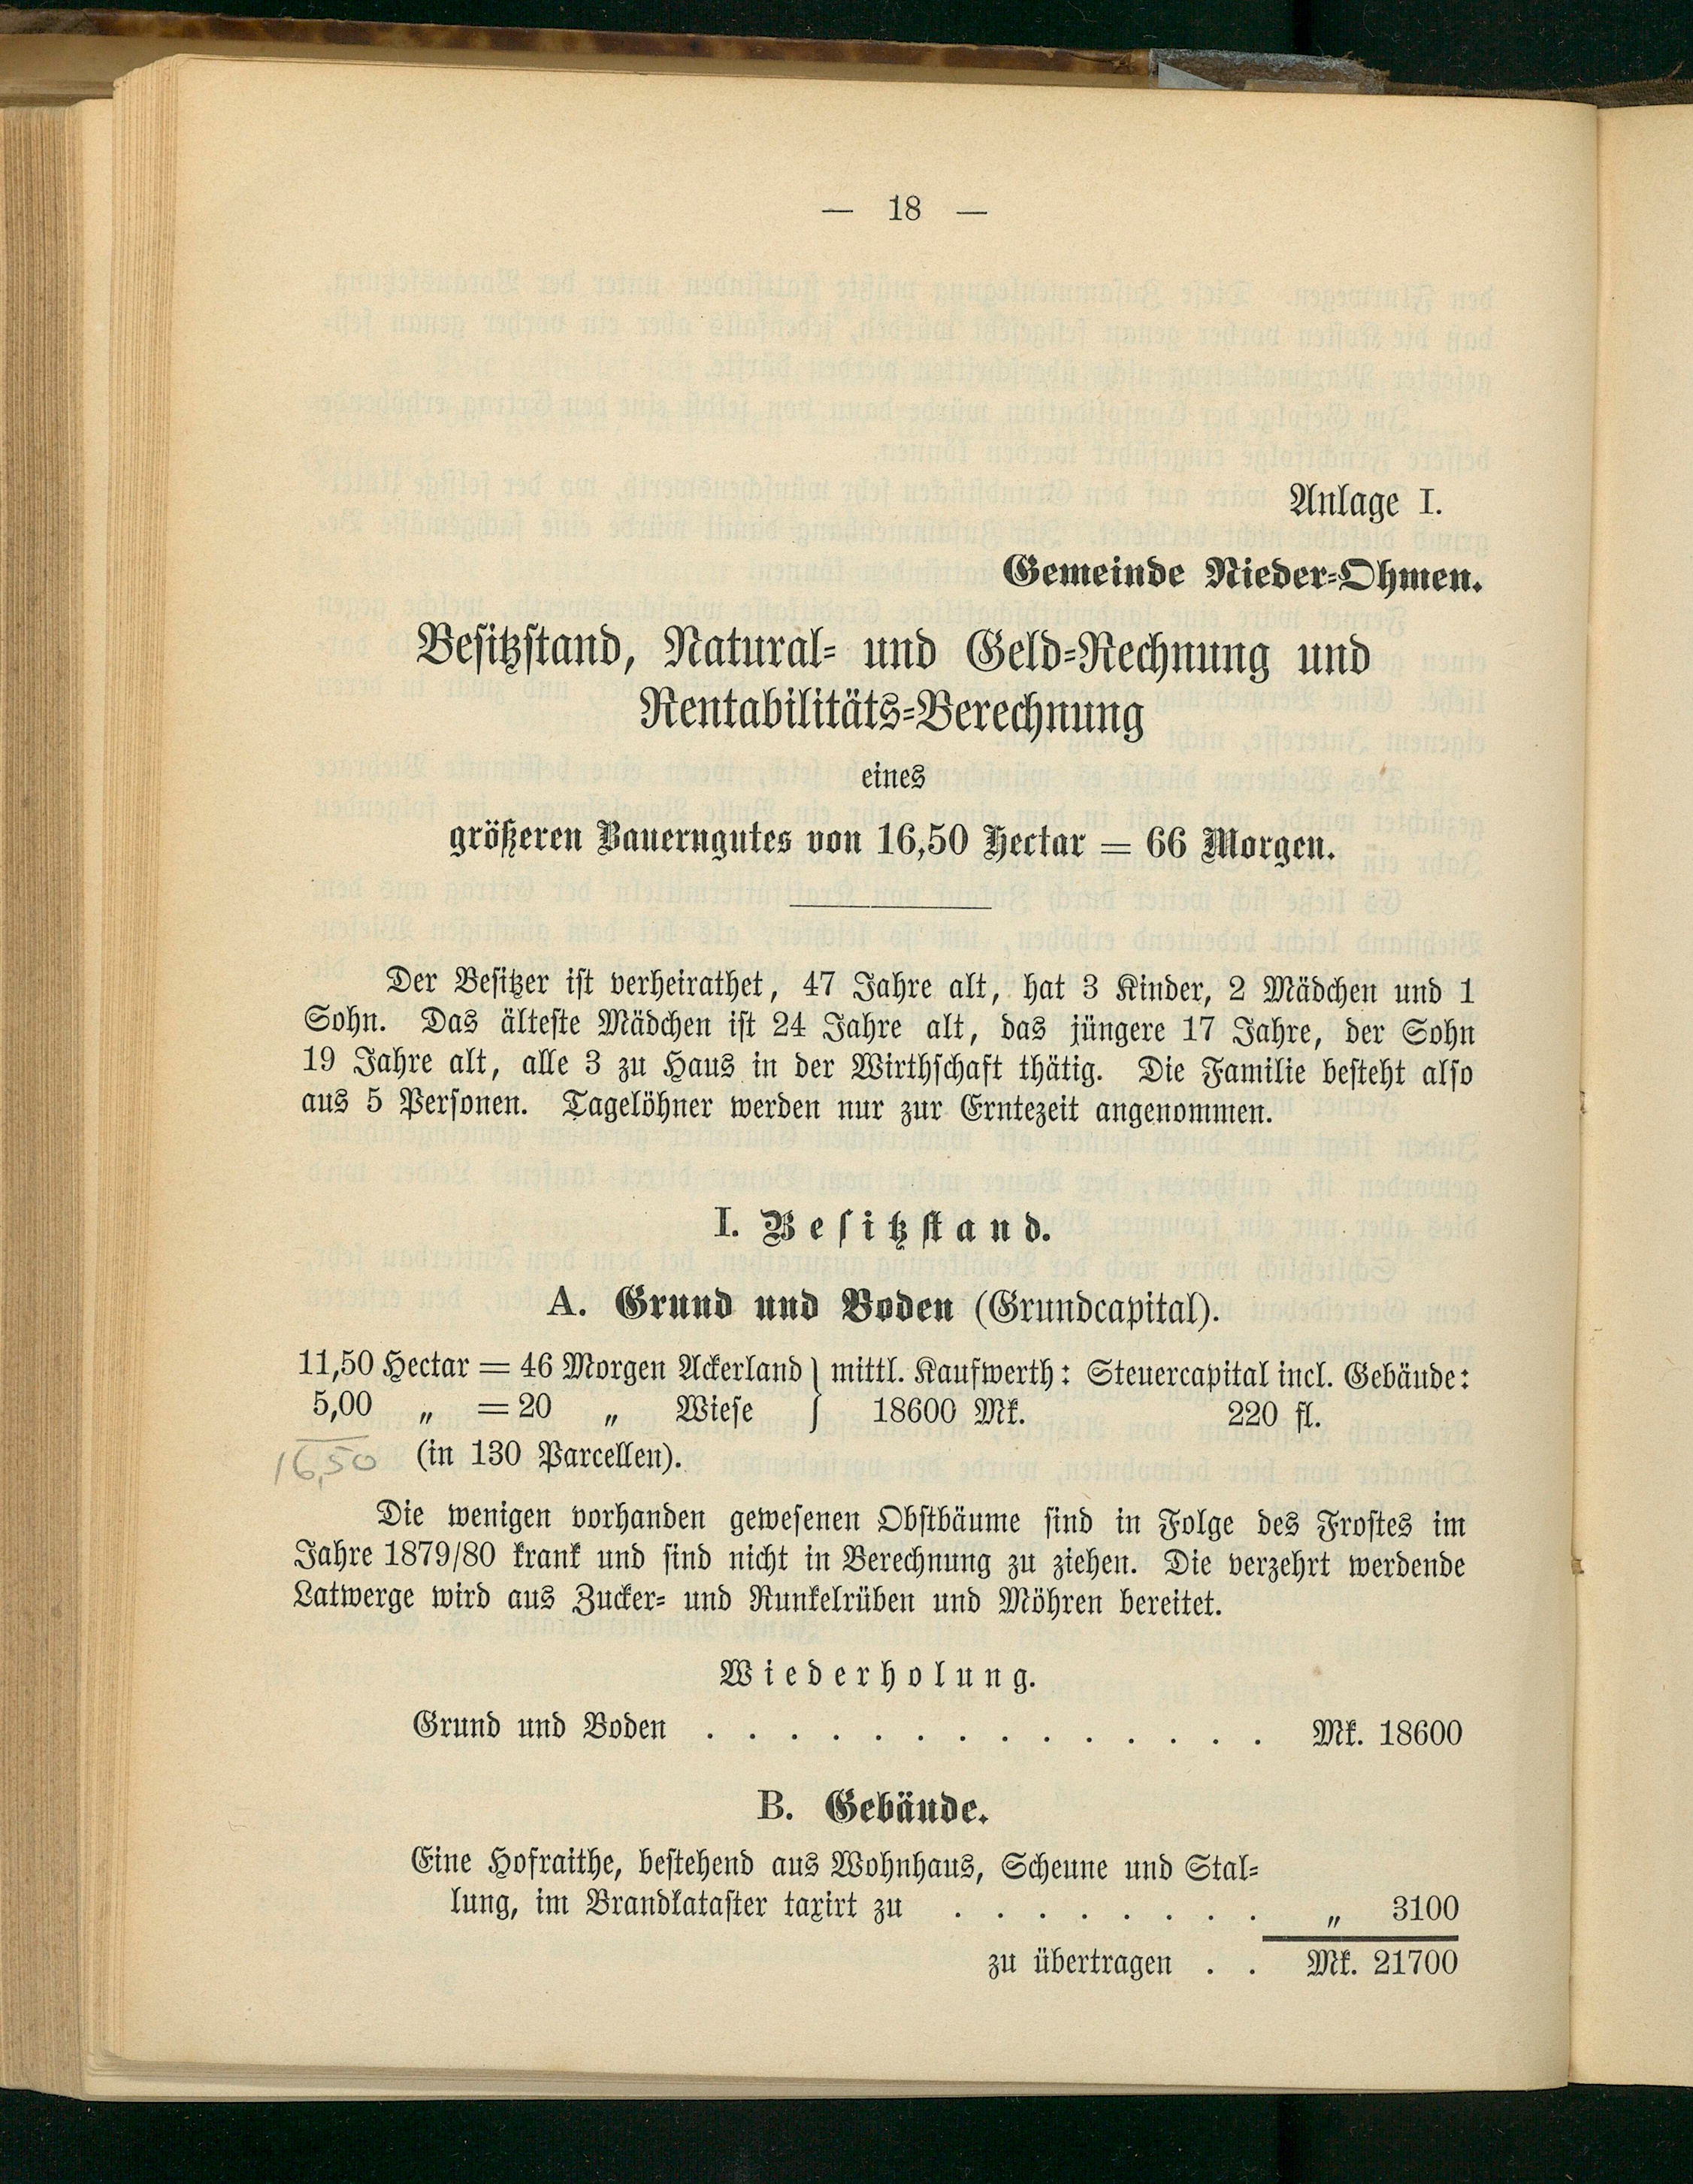 — 18 —
Anlage I.
Gemeinde Nieder-Ohmen.
Besitzstand, Natural- und Geld-Rechnung und
Rentabilitäts-Berechnung
eines
größeren Bauerngutes von 16,50 Hectar = 66 Morgen.
Der Besitzer ist verheirathet, 47 Jahre alt, hat 3 Kinder, 2 Mädchen und 1
Sohn. Das älteste Mädchen ist 24 Jahre alt, das jüngere 17 Jahre, der Sohn
19 Jahre alt, alle 3 zu Haus in der Wirthschaft thätig. Die Familie besteht also
aus 5 Personen. Tagelöhner werden nur zur Erntezeit angenommen.
I. Besitzstand.
A. Grund und Boden (Grundcapital).
11,50 Hectar = 46 Morgen Ackerland } mittl. Kaufwerth: Steuercapital incl. Gebäude:
5,00 „ = 20 „ Wiese } 18600 Mk. 220 fl.
16,50 (in 130 Parcellen).
Die wenigen vorhanden gewesenen Obstbäume sind in Folge des Frostes im
Jahre 1879/80 krank und sind nicht in Berechnung zu ziehen. Die verzehrt werdende
Latwerge wird aus Zucker- und Runkelrüben und Möhren bereitet.
Wiederholung.
Grund und Boden . . . . . . . . . . . . . . Mk. 18600
B. Gebäude.
Eine Hofraithe, bestehend aus Wohnhaus, Scheune und Stal-
lung, im Brandkataster taxirt zu . . . . . . . . „ 3100
zu übertragen . . Mk. 21700